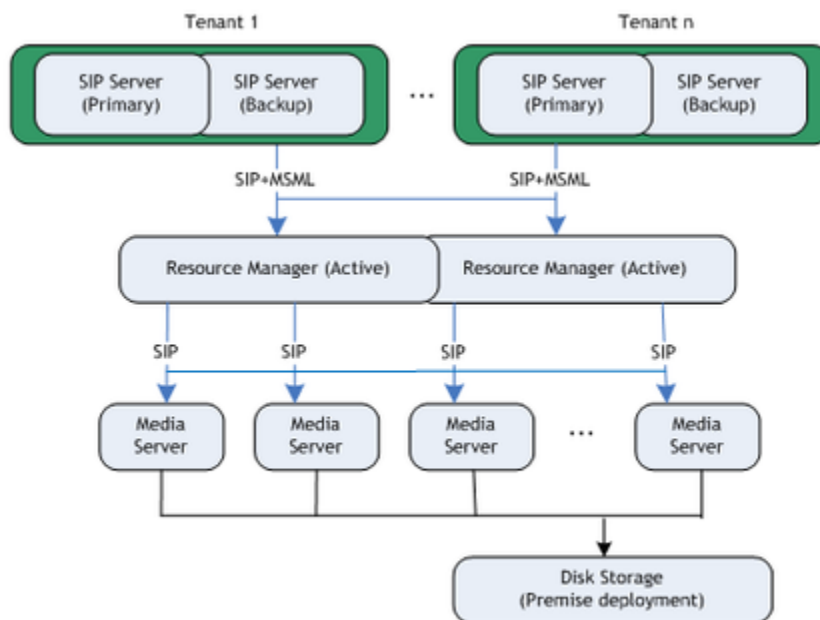 Tenant 1
Tenant n
SIP Server
(Primary)
SIP Server
(Backup)
...
SIP Server
(Primary)
SIP Server
(Backup)
SIP+MSML
SIP+MSML
Resource Manager (Active)
Resource Manager (Active)
SIP
SIP
SIP
SIP
Media
Server
Media
Server
Media
Server
...
Media
Server
Disk Storage
(Premise deployment)